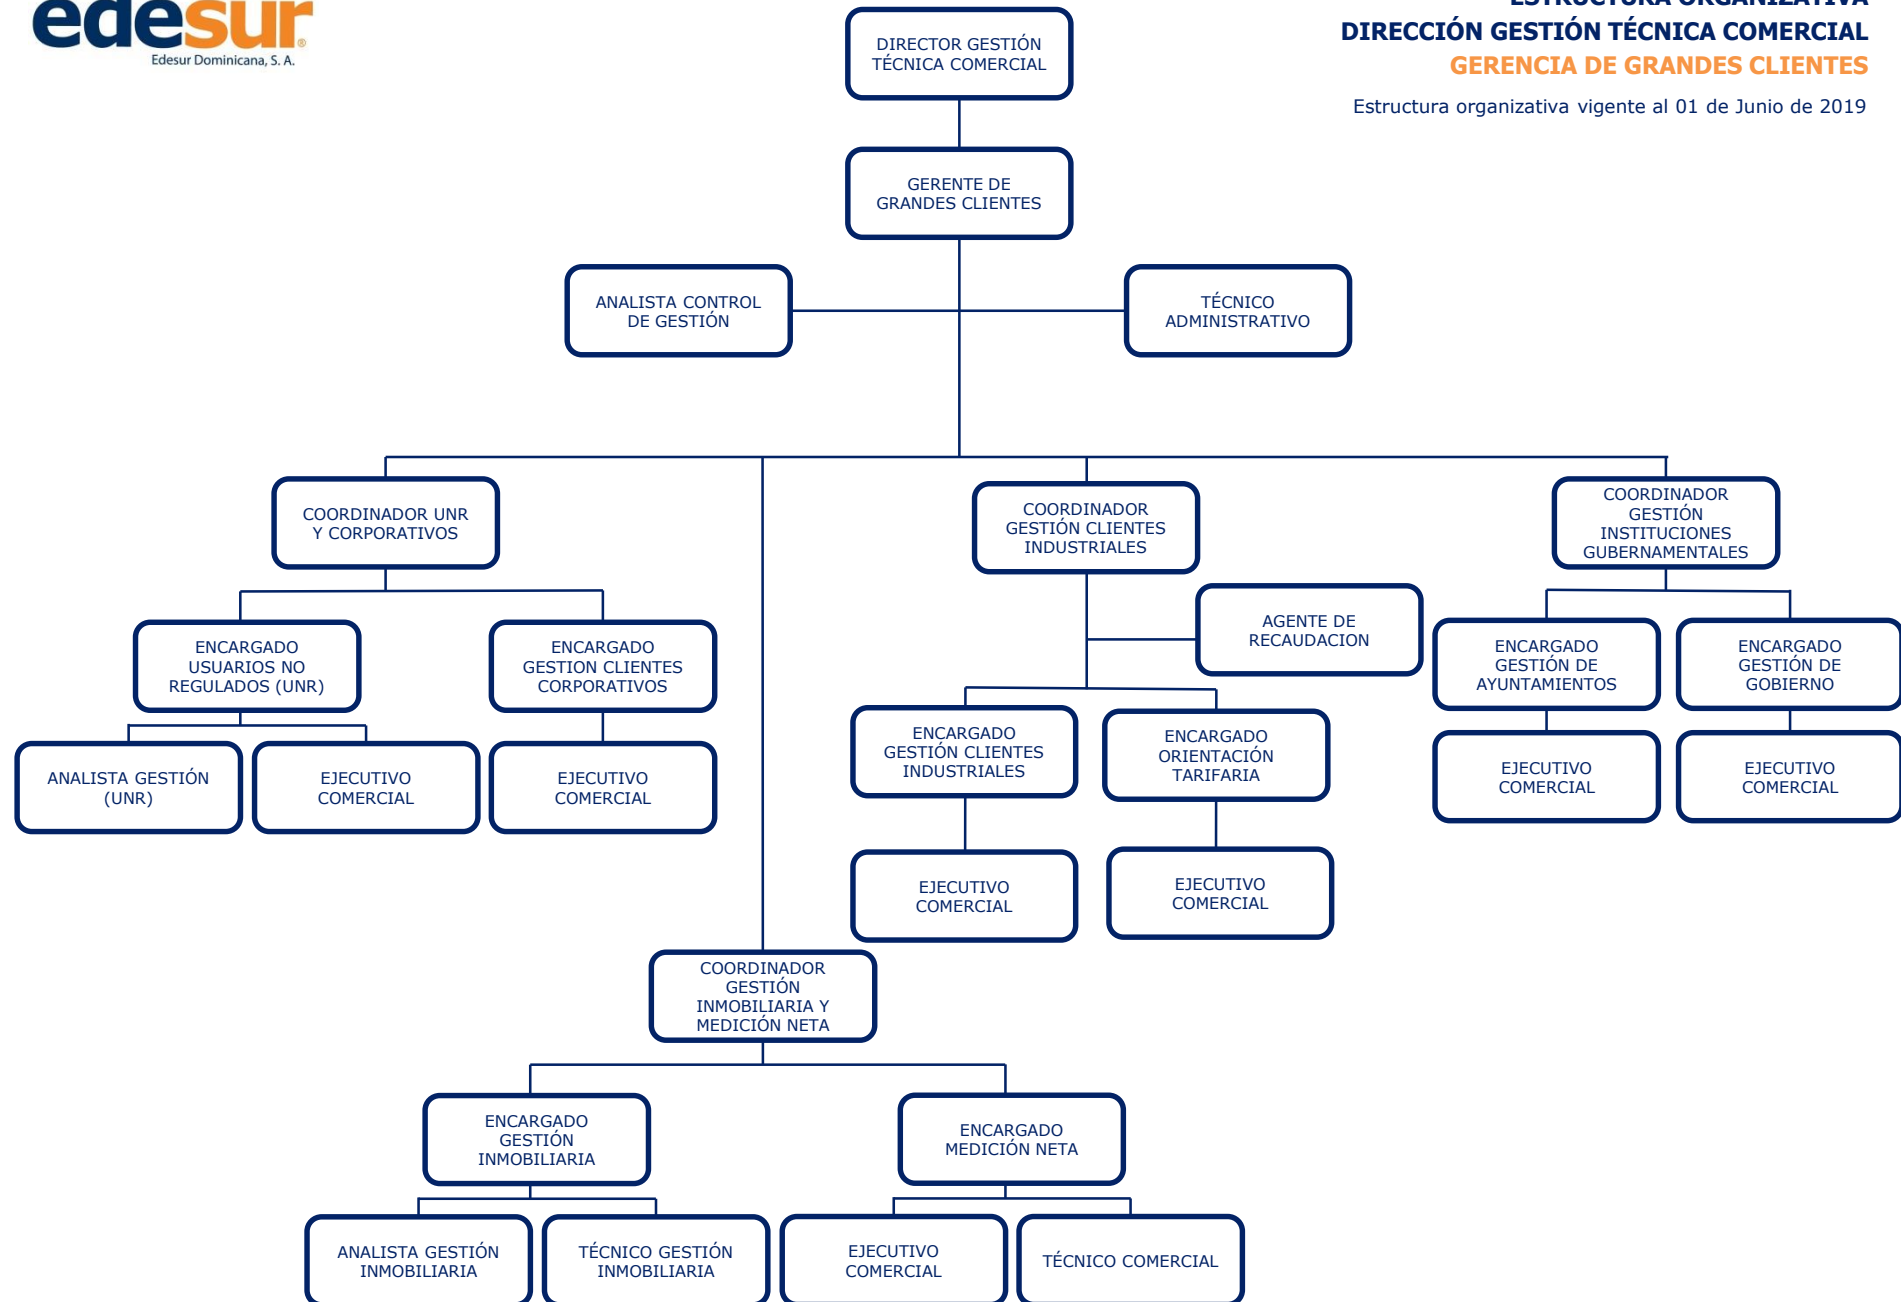 edesur
®
Edesur Dominicana, S. A.
ESTRUCTURA ORGANIZATIVA
DIRECCIÓN GESTIÓN TÉCNICA COMERCIAL
GERENCIA DE GRANDES CLIENTES
Estructura organizativa vigente al 01 de Junio de 2019
DIRECTOR GESTIÓN
TÉCNICA COMERCIAL
GERENTE DE
GRANDES CLIENTES
ANALISTA CONTROL
DE GESTIÓN
TÉCNICO
ADMINISTRATIVO
COORDINADOR UNR
Y CORPORATIVOS
COORDINADOR
GESTIÓN CLIENTES
INDUSTRIALES
COORDINADOR
GESTIÓN
INSTITUCIONES
GUBERNAMENTALES
AGENTE DE
RECAUDACION
ENCARGADO
USUARIOS NO
REGULADOS (UNR)
ENCARGADO
GESTION CLIENTES
CORPORATIVOS
ENCARGADO
GESTIÓN DE
AYUNTAMIENTOS
ENCARGADO
GESTIÓN DE
GOBIERNO
ENCARGADO
GESTIÓN CLIENTES
INDUSTRIALES
ENCARGADO
ORIENTACIÓN
TARIFARIA
ANALISTA GESTIÓN
(UNR)
EJECUTIVO
COMERCIAL
EJECUTIVO
COMERCIAL
EJECUTIVO
COMERCIAL
EJECUTIVO
COMERCIAL
EJECUTIVO
COMERCIAL
EJECUTIVO
COMERCIAL
COORDINADOR
GESTIÓN
INMOBILIARIA Y
MEDICIÓN NETA
ENCARGADO
GESTIÓN
INMOBILIARIA
ENCARGADO
MEDICIÓN NETA
ANALISTA GESTIÓN
INMOBILIARIA
TÉCNICO GESTIÓN
INMOBILIARIA
EJECUTIVO
COMERCIAL
TÉCNICO COMERCIAL